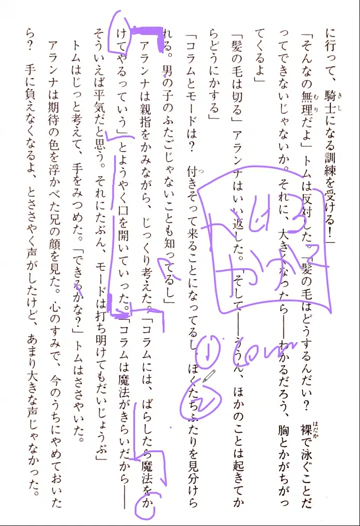 に行って、騎士になる訓練を受ける！」
「そんなの無理だよ」トムは反対した。「髪の毛はどうするんだい？　裸で泳ぐことだ
ってできないじゃないか。それに、大きくなったら――わかるだろう、胸とかがちがっ
てくるよ」
「髪の毛は切る」アランナはいい返した。「そして――ううん、ほかのことは起きてか
らどうにかする」
「コラムとモードは？　付きそって来ることになってるし、ぼくたちふたりを見分けら
れる。男の子のふたごじゃないことも知ってるし」
アランナは親指をかみながら、じっくり考えた。「コラムには、ばらしたら魔法をか
けてやるっていう」とようやく口を開いていった。「コラムは魔法がきらいだから――
そういえば平気だと思う。それにたぶん、モードは打ち明けてもだいじょうぶ」
トムはじっと考えて、手をみつめた。「できるかな？」トムはささやいた。
アランナは期待の色を浮かべた兄の顔を見た。心のすみで、今のうちにやめておいた
ら？　手に負えなくなるよ、とささやく声がしたけど、あまり大きな声じゃなかった。
①
②